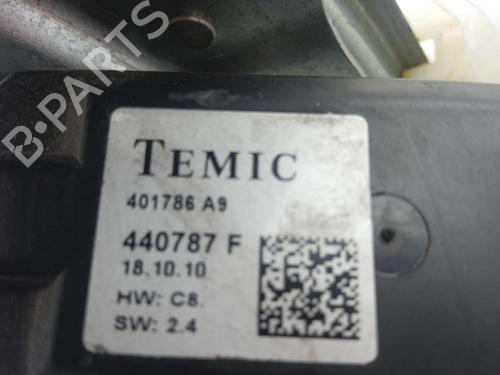 B-PARTS
TEMIC
401786 A9
440787 F
18.10.10
HW: C8.
SW: 2.4